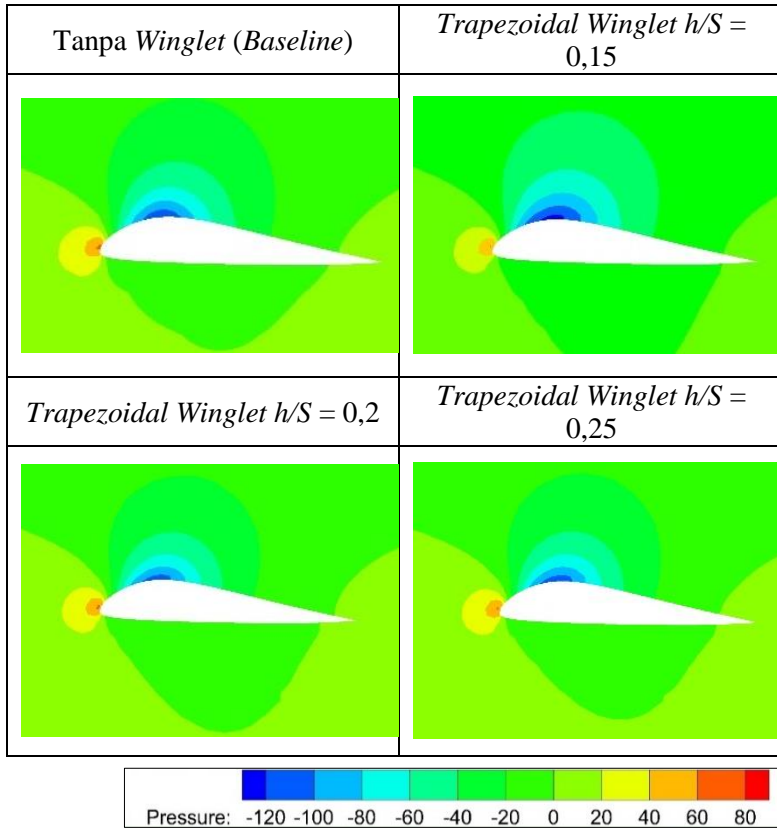 Tanpa Winglet (Baseline)
Trapezoidal Winglet h/S =
0,15
Trapezoidal Winglet h/S = 0,2
Trapezoidal Winglet h/S =
0,25
Pressure: -120 -100 -80 -60 -40 -20 0 20 40 60 80